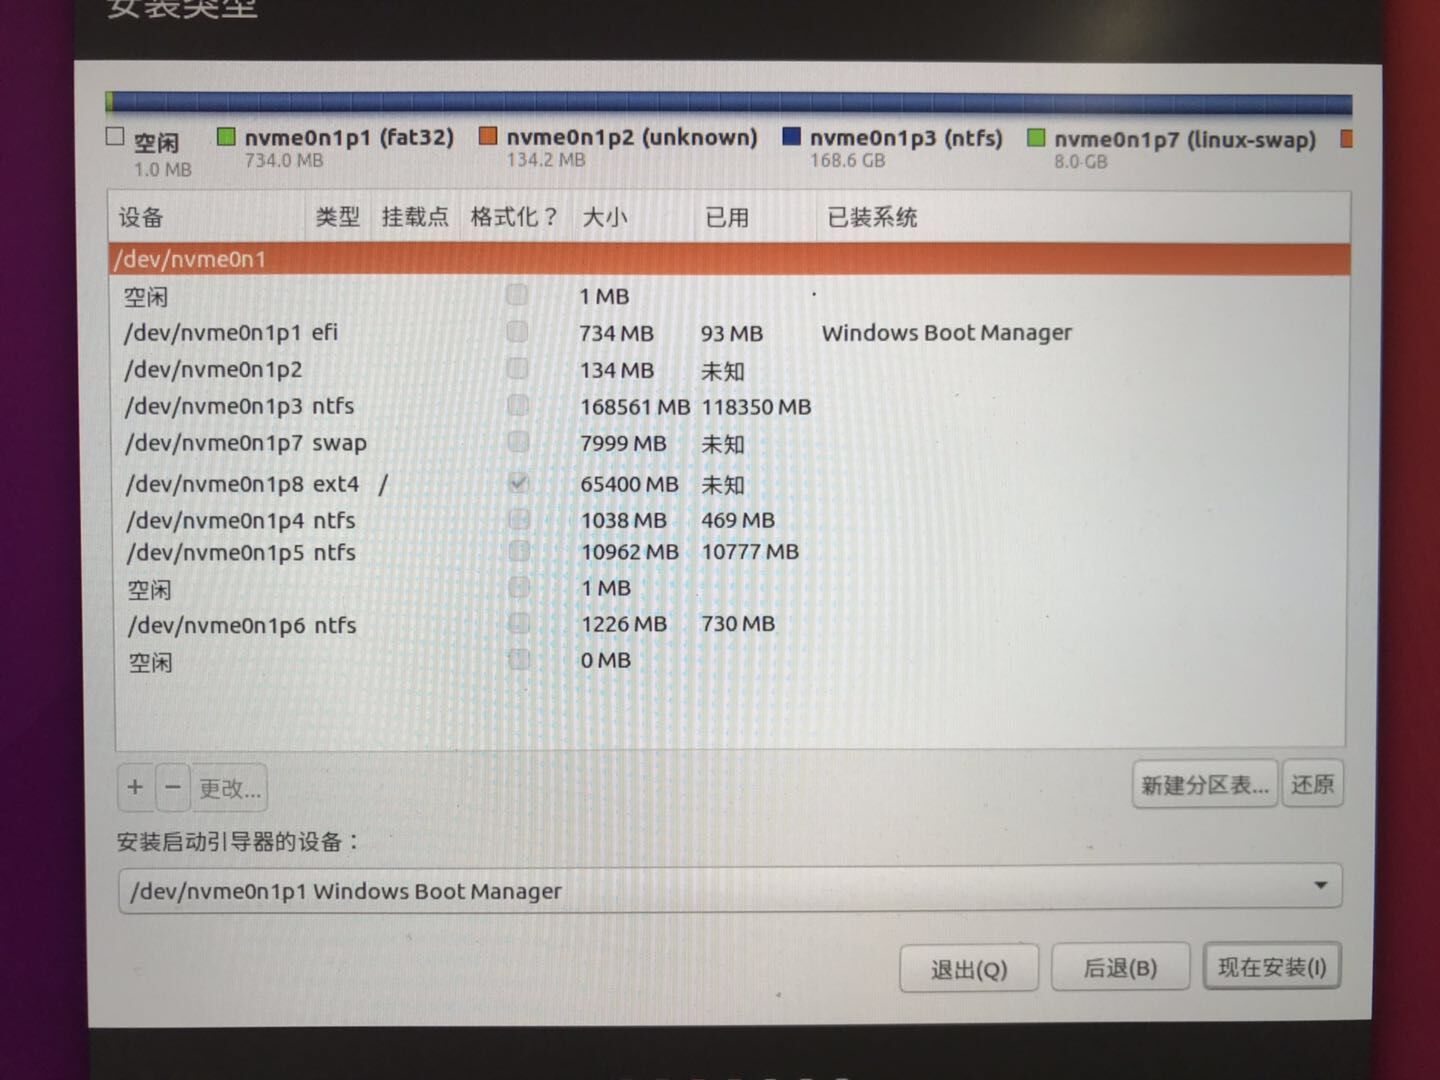 安装类型
空闲 nvme0n1p1 (fat32) nvme0n1p2 (unknown) nvme0n1p3 (ntfs) nvme0n1p7 (linux-swap)
1.0 MB 734.0 MB 134.2 MB 168.6 GB 8.0 GB
设备 类型 挂载点 格式化？ 大小 已用 已装系统
/dev/nvme0n1
空闲 1 MB
/dev/nvme0n1p1 efi 734 MB 93 MB Windows Boot Manager
/dev/nvme0n1p2 134 MB 未知
/dev/nvme0n1p3 ntfs 168561 MB 118350 MB
/dev/nvme0n1p7 swap 7999 MB 未知
/dev/nvme0n1p8 ext4 / 65400 MB 未知
/dev/nvme0n1p4 ntfs 1038 MB 469 MB
/dev/nvme0n1p5 ntfs 10962 MB 10777 MB
空闲 1 MB
/dev/nvme0n1p6 ntfs 1226 MB 730 MB
空闲 0 MB
+ − 更改... 新建分区表... 还原
安装启动引导器的设备：
/dev/nvme0n1p1 Windows Boot Manager
退出(Q) 后退(B) 现在安装(I)